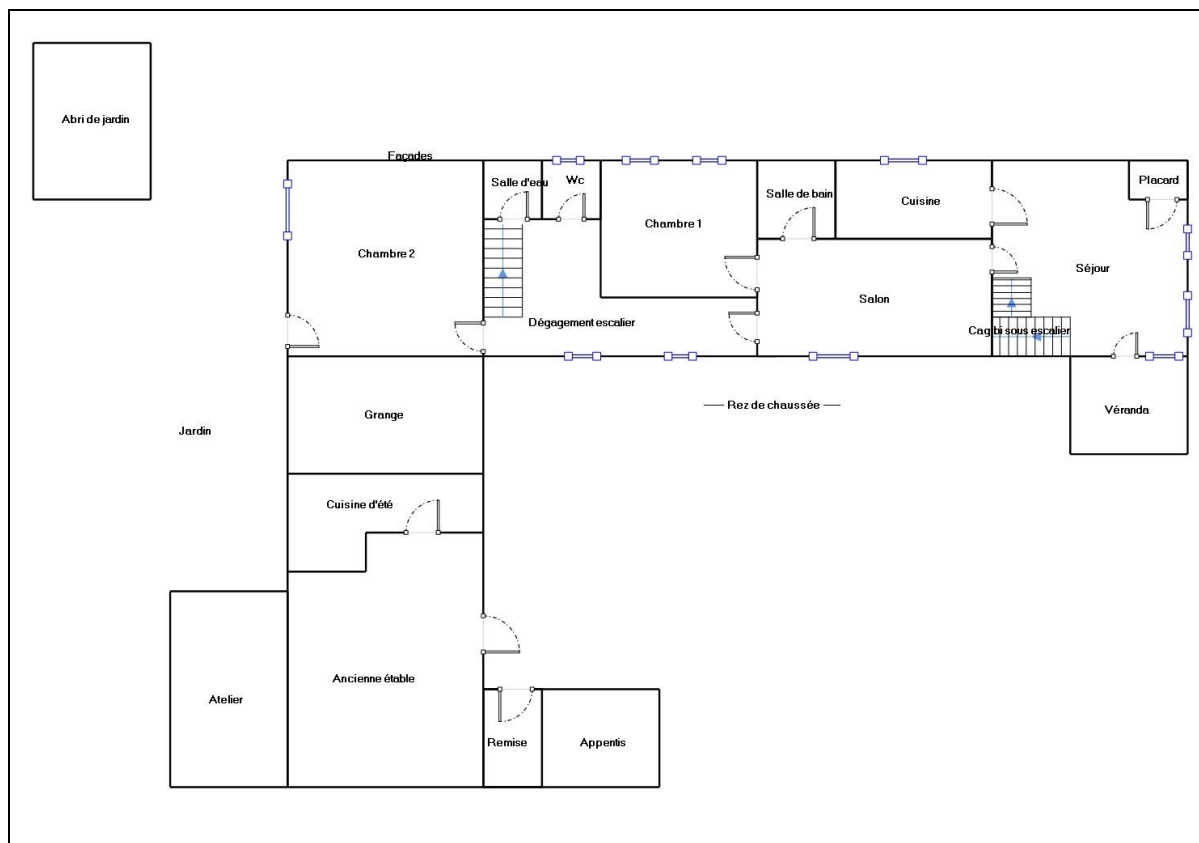 Abri de jardin
Façades
Salle d'eau
Wc
Salle de bain
Placard
Cuisine
Chambre 1
Chambre 2
Séjour
Salon
Dégagement escalier
Cagibi sous escalier
Rez de chaussée
Véranda
Grange
Jardin
Cuisine d'été
Ancienne étable
Atelier
Remise
Appentis